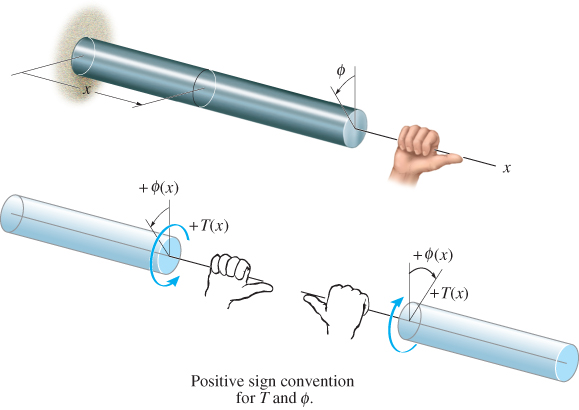 ϕ
x
x
+ϕ(x)
+T(x)
+ϕ(x)
+T(x)
Positive sign convention
for T and ϕ.